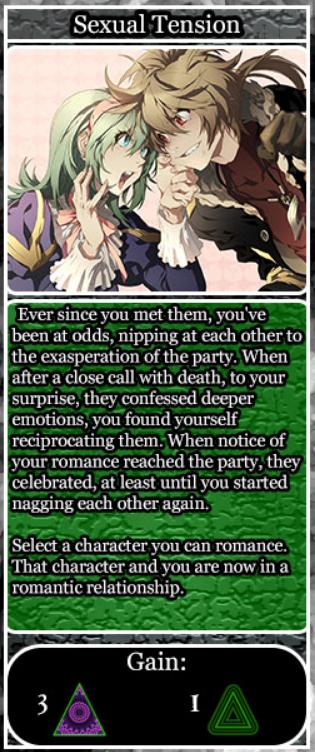 Sexual Tension
Ever since you met them, you've
been at odds, nipping at each other to
the exasperation of the party. When
after a close call with death, to your
surprise, they confessed deeper
emotions, you found yourself
reciprocating them. When notice of
your romance reached the party, they
celebrated, at least until you started
nagging each other again.
Select a character you can romance.
That character and you are now in a
romantic relationship.
Gain:
3 1